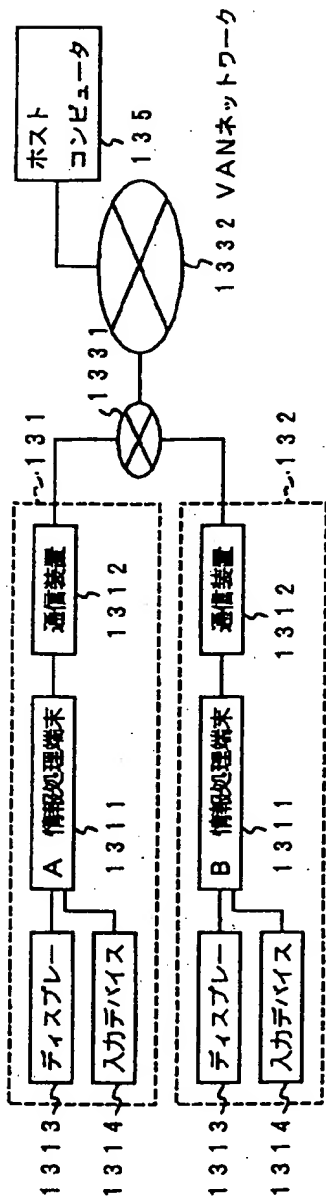 ホスト
コンピュータ
135
1332 VANネットワーク
1331
131
通信装置
1312
A 情報処理端末
1311
ディスプレー
1313
入力デバイス
1314
132
通信装置
1312
B 情報処理端末
1311
ディスプレー
1313
入力デバイス
1314